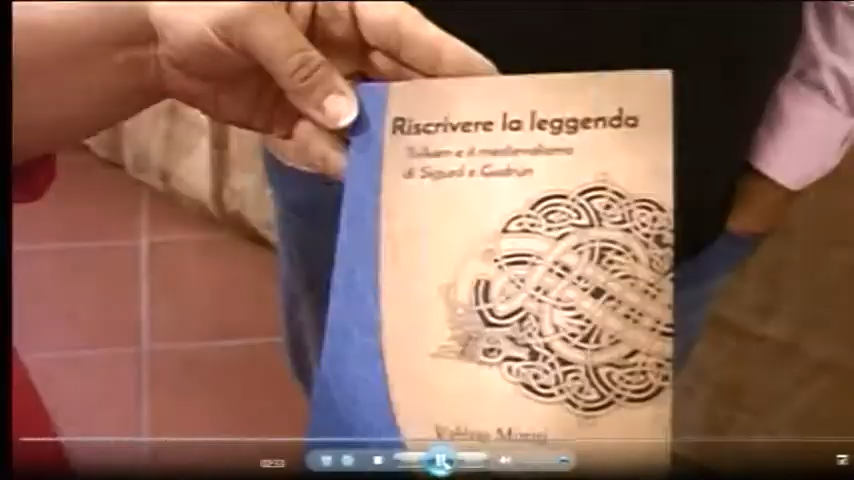 Riscrivere la leggenda
Tolkien e il medievalismo
di Sigurd e Gudrun